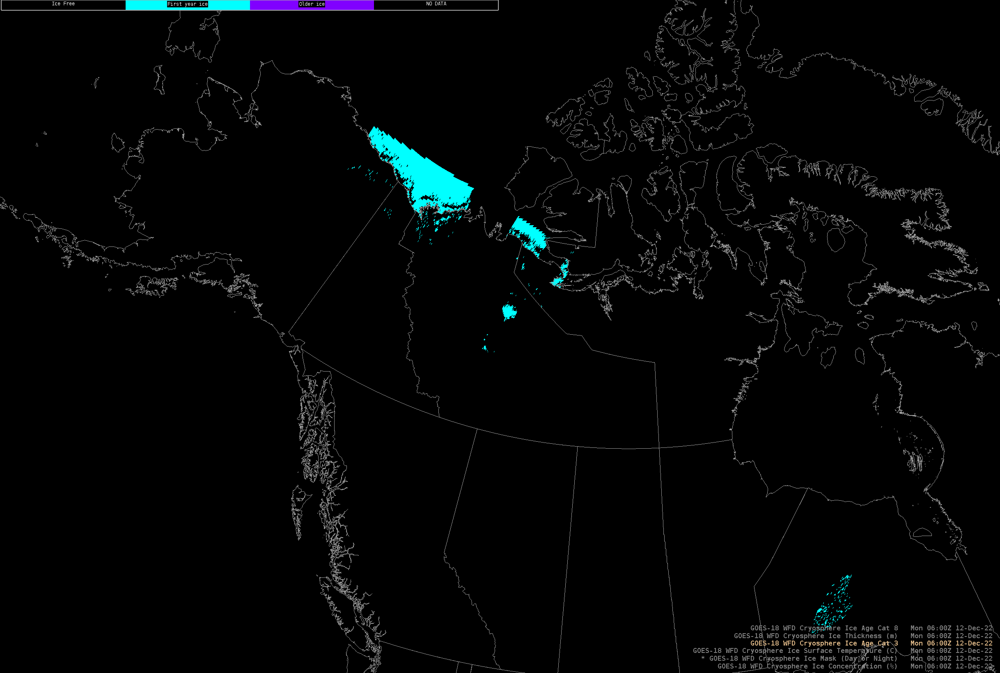 Ice Free First year ice Older ice NO DATA
GOES-18 WFD Cryosphere Ice Age Cat 8 Mon 06:00Z 12-Dec-22
GOES-18 WFD Cryosphere Ice Thickness (m) Mon 06:00Z 12-Dec-22
GOES-18 WFD Cryosphere Ice Age Cat 3 Mon 06:00Z 12-Dec-22
GOES-18 WFD Cryosphere Ice Surface Temperature (C) Mon 06:00Z 12-Dec-22
* GOES-18 WFD Cryosphere Ice Mask (Day or Night) Mon 06:00Z 12-Dec-22
GOES-18 WFD Cryosphere Ice Concentration (%) Mon 06:00Z 12-Dec-22